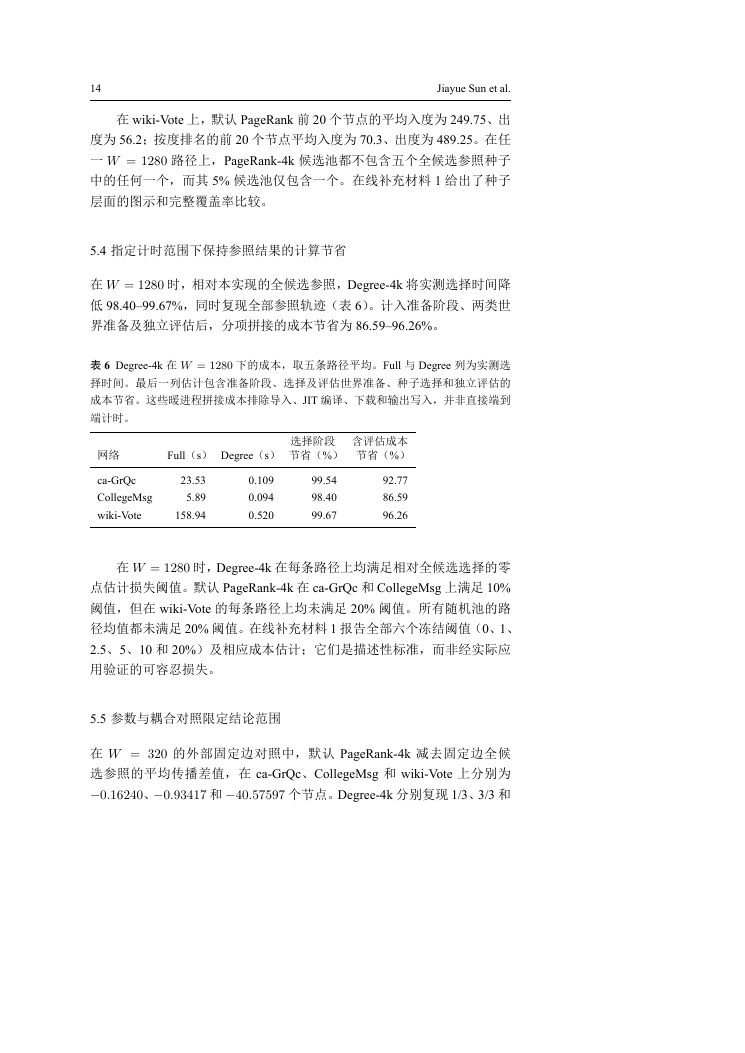 14 Jiayue Sun et al.
在 wiki-Vote 上，默认 PageRank 前 20 个节点的平均入度为 249.75、出
度为 56.2；按度排名的前 20 个节点平均入度为 70.3、出度为 489.25。在任
一 W = 1280 路径上，PageRank-4k 候选池都不包含五个全候选参照种子
中的任何一个，而其 5% 候选池仅包含一个。在线补充材料 1 给出了种子
层面的图示和完整覆盖率比较。
5.4 指定计时范围下保持参照结果的计算节省
在 W = 1280 时，相对本实现的全候选参照，Degree-4k 将实测选择时间降
低 98.40–99.67%，同时复现全部参照轨迹（表 6）。计入准备阶段、两类世
界准备及独立评估后，分项拼接的成本节省为 86.59–96.26%。
表 6 Degree-4k 在 W = 1280 下的成本，取五条路径平均。Full 与 Degree 列为实测选
择时间。最后一列估计包含准备阶段、选择及评估世界准备、种子选择和独立评估的
成本节省。这些暖进程拼接成本排除导入、JIT 编译、下载和输出写入，并非直接端到
端计时。
选择阶段 含评估成本
网络 Full（s） Degree（s） 节省（%） 节省（%）
ca-GrQc 23.53 0.109 99.54 92.77
CollegeMsg 5.89 0.094 98.40 86.59
wiki-Vote 158.94 0.520 99.67 96.26
在 W = 1280 时，Degree-4k 在每条路径上均满足相对全候选选择的零
点估计损失阈值。默认 PageRank-4k 在 ca-GrQc 和 CollegeMsg 上满足 10%
阈值，但在 wiki-Vote 的每条路径上均未满足 20% 阈值。所有随机池的路
径均值都未满足 20% 阈值。在线补充材料 1 报告全部六个冻结阈值（0、1、
2.5、5、10 和 20%）及相应成本估计；它们是描述性标准，而非经实际应
用验证的可容忍损失。
5.5 参数与耦合对照限定结论范围
在 W = 320 的外部固定边对照中，默认 PageRank-4k 减去固定边全候
选参照的平均传播差值，在 ca-GrQc、CollegeMsg 和 wiki-Vote 上分别为
−0.16240、−0.93417 和 −40.57597 个节点。Degree-4k 分别复现 1/3、3/3 和